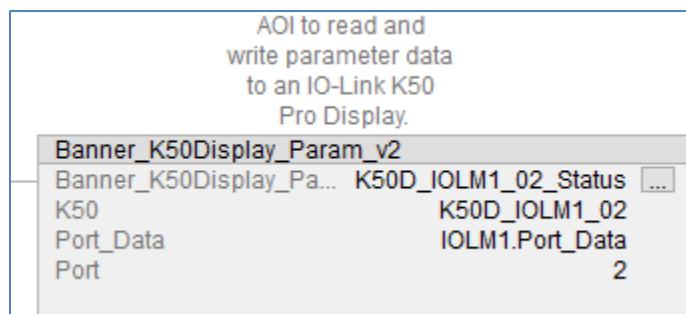 AOI to read and
write parameter data
to an IO-Link K50
Pro Display.
Banner_K50Display_Param_v2
Banner_K50Display_Pa... K50D_IOLM1_02_Status ...
K50 K50D_IOLM1_02
Port_Data IOLM1.Port_Data
Port 2